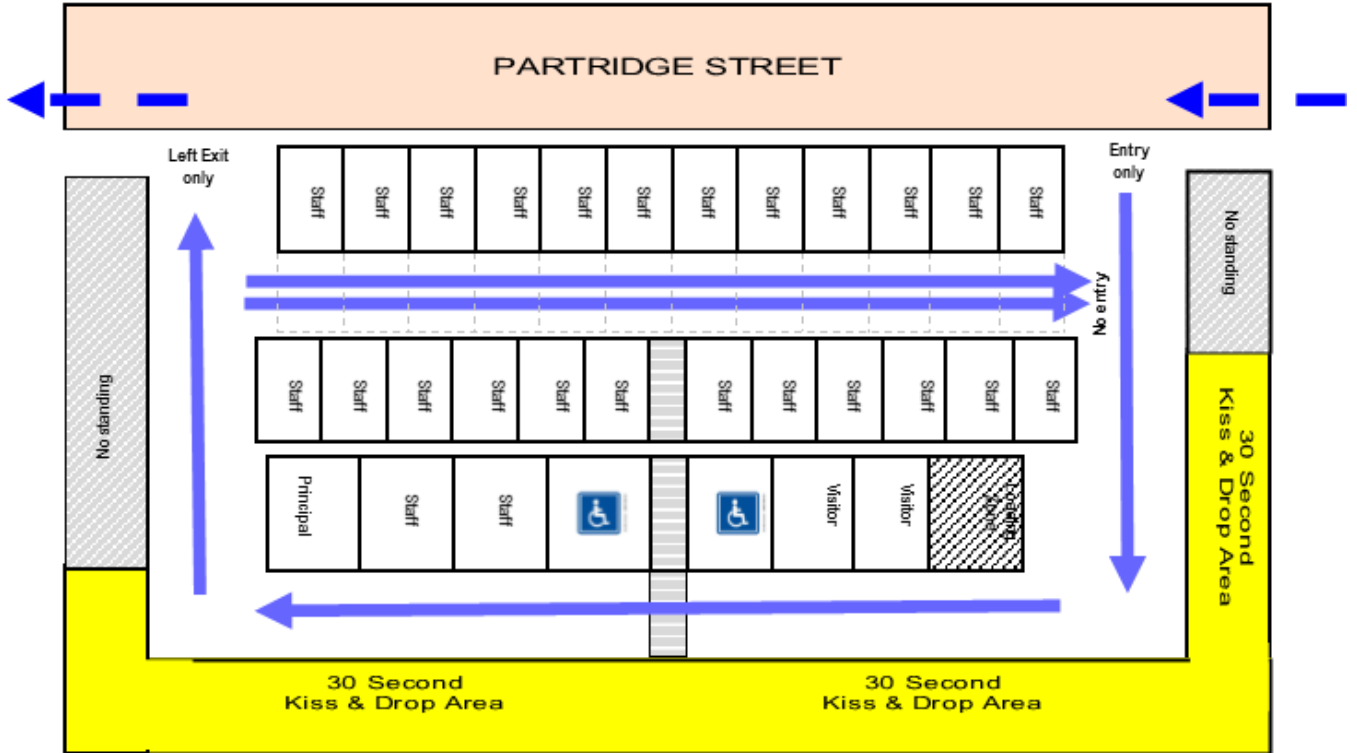 PARTRIDGE STREET
Left Exit
only
Staff
Staff
Staff
Staff
Staff
Staff
Staff
Staff
Staff
Staff
Staff
Staff
Entry
only
No standing
No entry
No standing
Staff
Staff
Staff
Staff
Staff
Staff
Staff
Staff
Staff
Staff
Staff
Staff
Principal
Staff
Staff
Visitor
Visitor
Loading
Zone
30 Second
Kiss & Drop Area
30 Second
Kiss & Drop Area
30 Second
Kiss & Drop Area